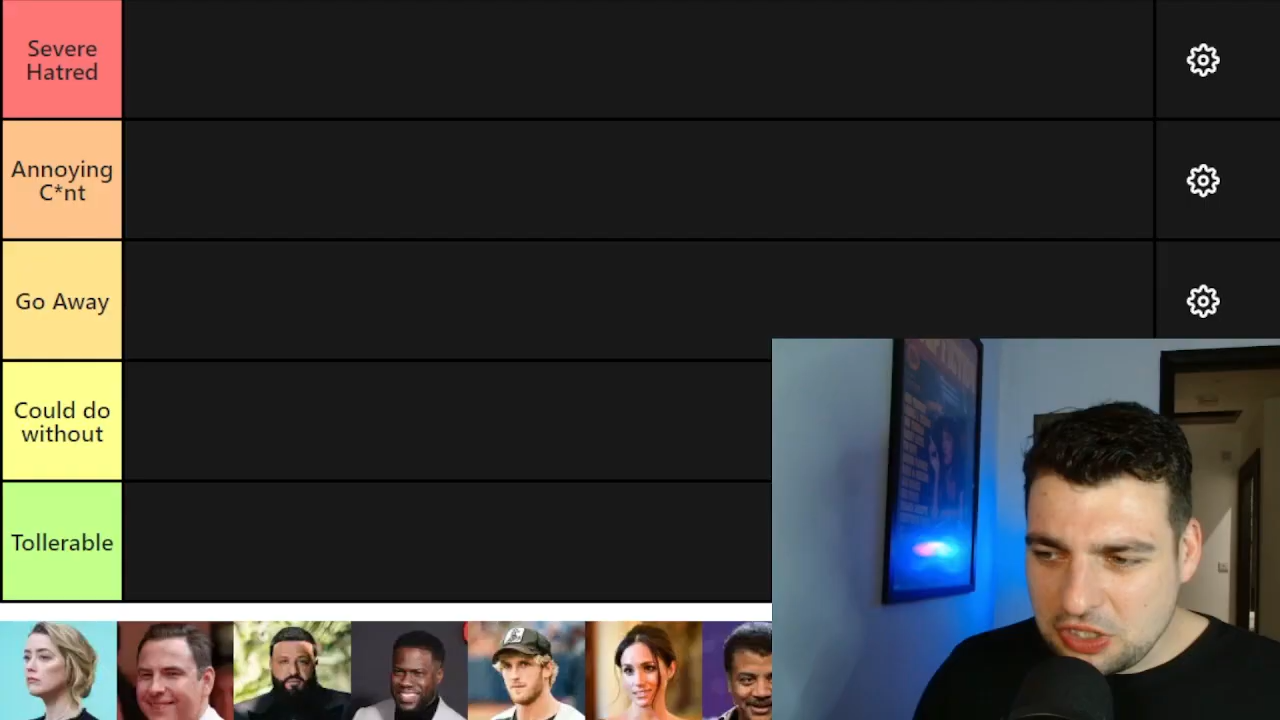 Severe
Hatred
Annoying
C*nt
Go Away
Could do
without
Tollerable